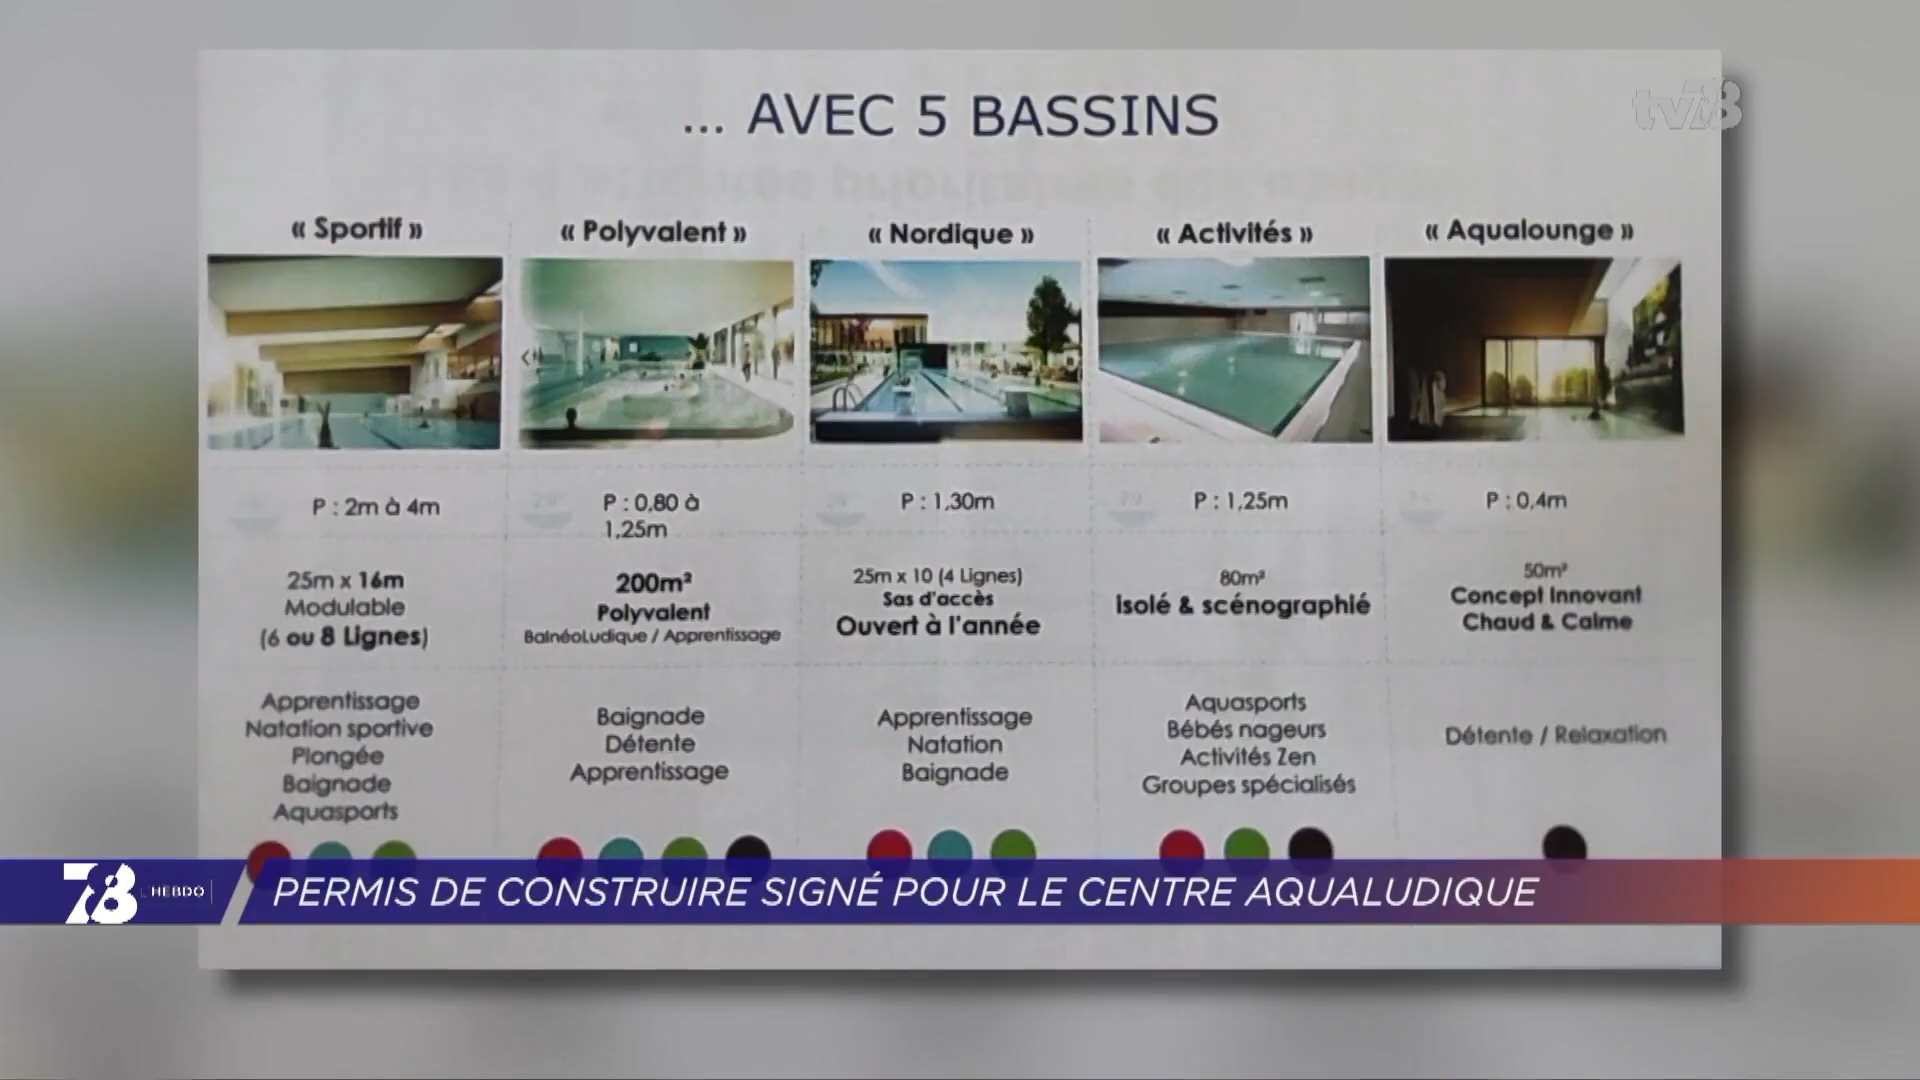 ... AVEC 5 BASSINS
tv78
« Sportif »
« Polyvalent »
« Nordique »
« Activités »
« Aqualounge »
P : 2m à 4m
P : 0,80 à
1,25m
P : 1,30m
P : 1,25m
P : 0,4m
25m x 16m
Modulable
(6 ou 8 Lignes)
200m²
Polyvalent
BalnéoLudique / Apprentissage
25m x 10 (4 Lignes)
Sas d'accès
Ouvert à l'année
80m²
Isolé & scénographié
50m²
Concept Innovant
Chaud & Calme
Apprentissage
Natation sportive
Plongée
Baignade
Aquasports
Baignade
Détente
Apprentissage
Apprentissage
Natation
Baignade
Aquasports
Bébés nageurs
Activités Zen
Groupes spécialisés
Détente / Relaxation
78 L'HEBDO
PERMIS DE CONSTRUIRE SIGNÉ POUR LE CENTRE AQUALUDIQUE